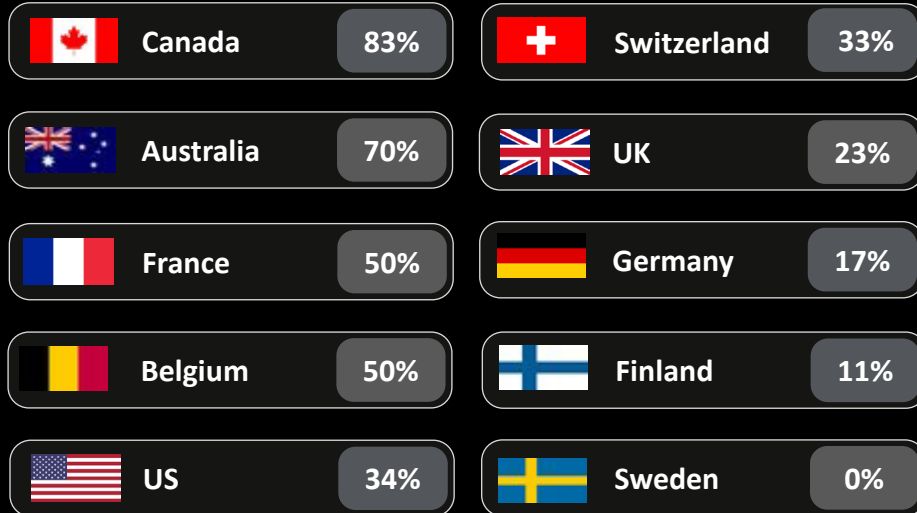 Canada 83%
Australia 70%
France 50%
Belgium 50%
US 34%
Switzerland 33%
UK 23%
Germany 17%
Finland 11%
Sweden 0%